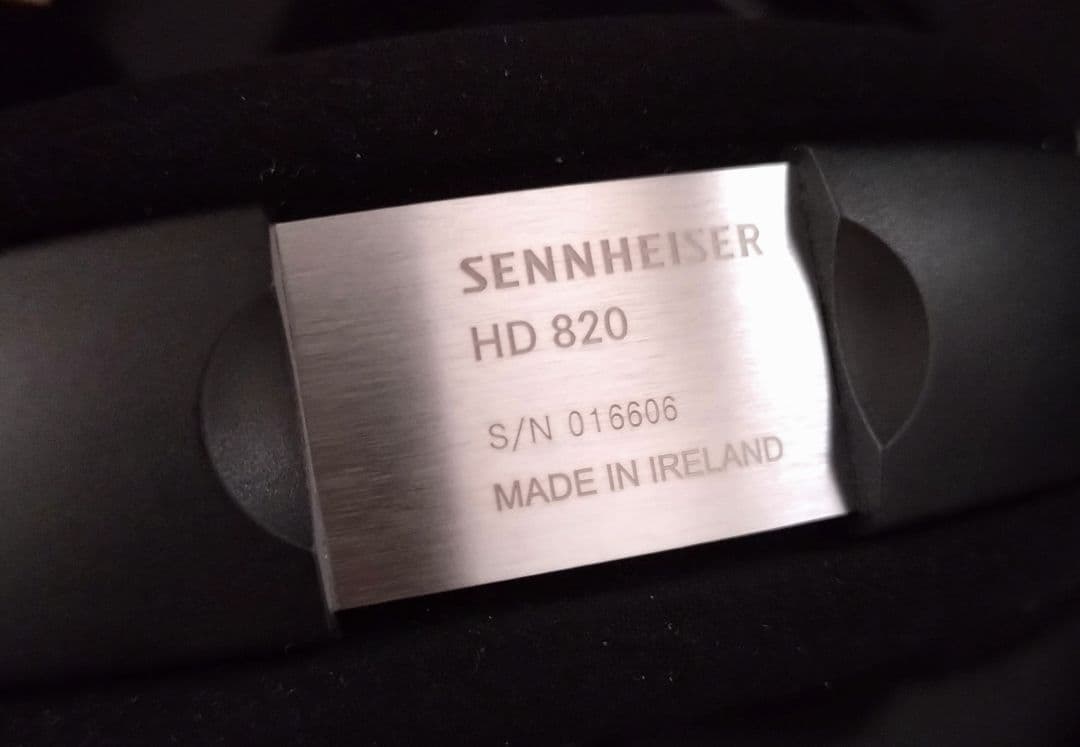 SENNHEISER
HD 820
S/N 016606
MADE IN IRELAND